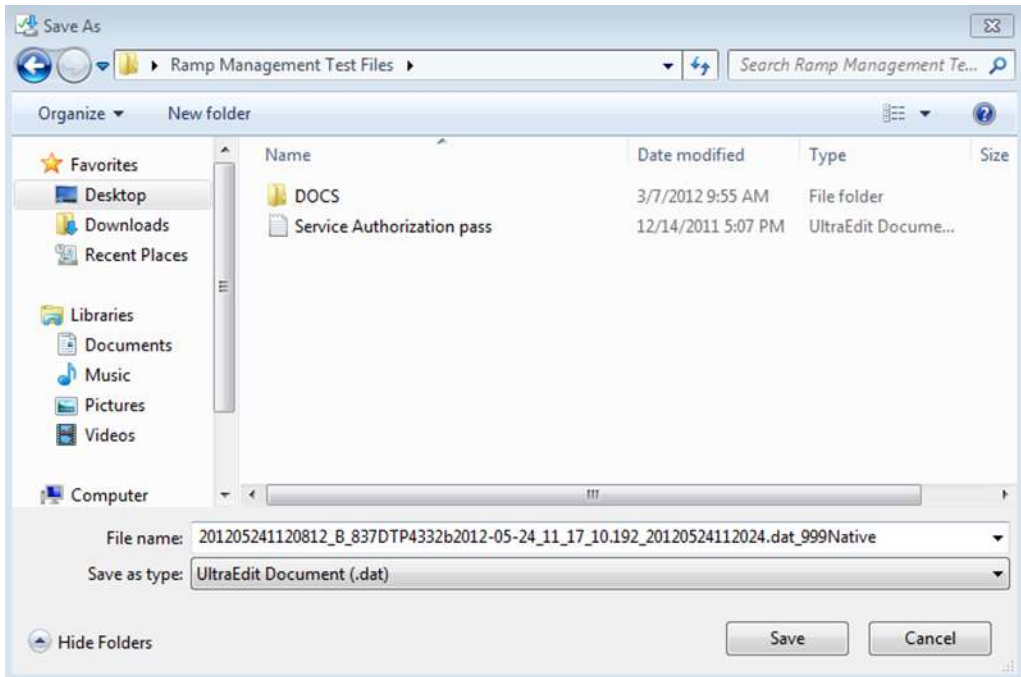 Save As
Ramp Management Test Files
Search Ramp Management Te...
Organize
New folder
Name
Date modified
Type
Size
Favorites
Desktop
Downloads
Recent Places
Libraries
Documents
Music
Pictures
Videos
Computer
DOCS 3/7/2012 9:55 AM File folder
Service Authorization pass 12/14/2011 5:07 PM UltraEdit Docume...
File name: 201205241120812_B_837DTP4332b2012-05-24_11_17_10.192_20120524112024.dat_999Native
Save as type: UltraEdit Document (.dat)
Hide Folders
Save
Cancel